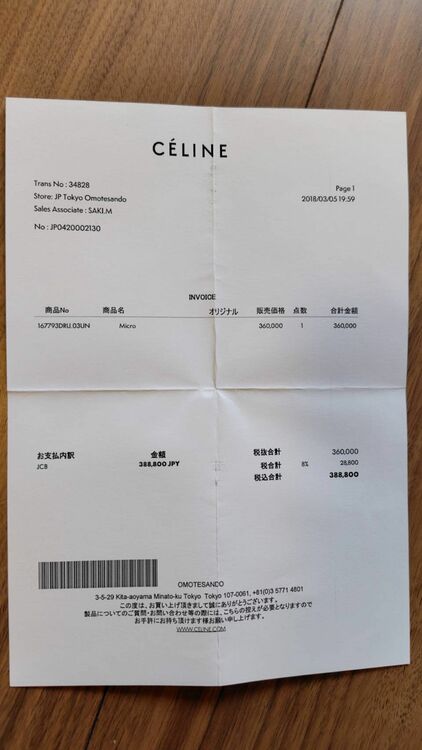 CÉLINE
Trans No : 34828
Page 1
Store: JP Tokyo Omotesando
2018/03/05 19:59
Sales Associate : SAKI.M
No : JP0420002130
INVOICE
商品No 商品名 オリジナル 販売価格 点数 合計金額
167793DRU.03UN Micro 360,000 1 360,000
お支払内訳 金額 税抜合計 360,000
JCB 388,800 JPY 税合計 8% 28,800
税込合計 388,800
OMOTESANDO
3-5-29 Kita-aoyama Minato-ku Tokyo Tokyo 107-0061, +81(0)3 5771 4801
この度は、お買い上げ頂きまして誠にありがとうございます。
製品についてのご質問・お問い合わせ等の際には、こちらの控えが必要となりますので
お手許にお持ち頂けます様お願い申し上げます。
WWW.CELINE.COM